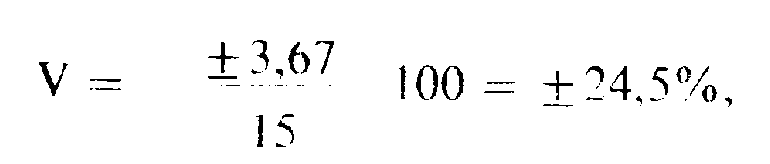 V = ±3,67 / 15 100 = ±24,5%,